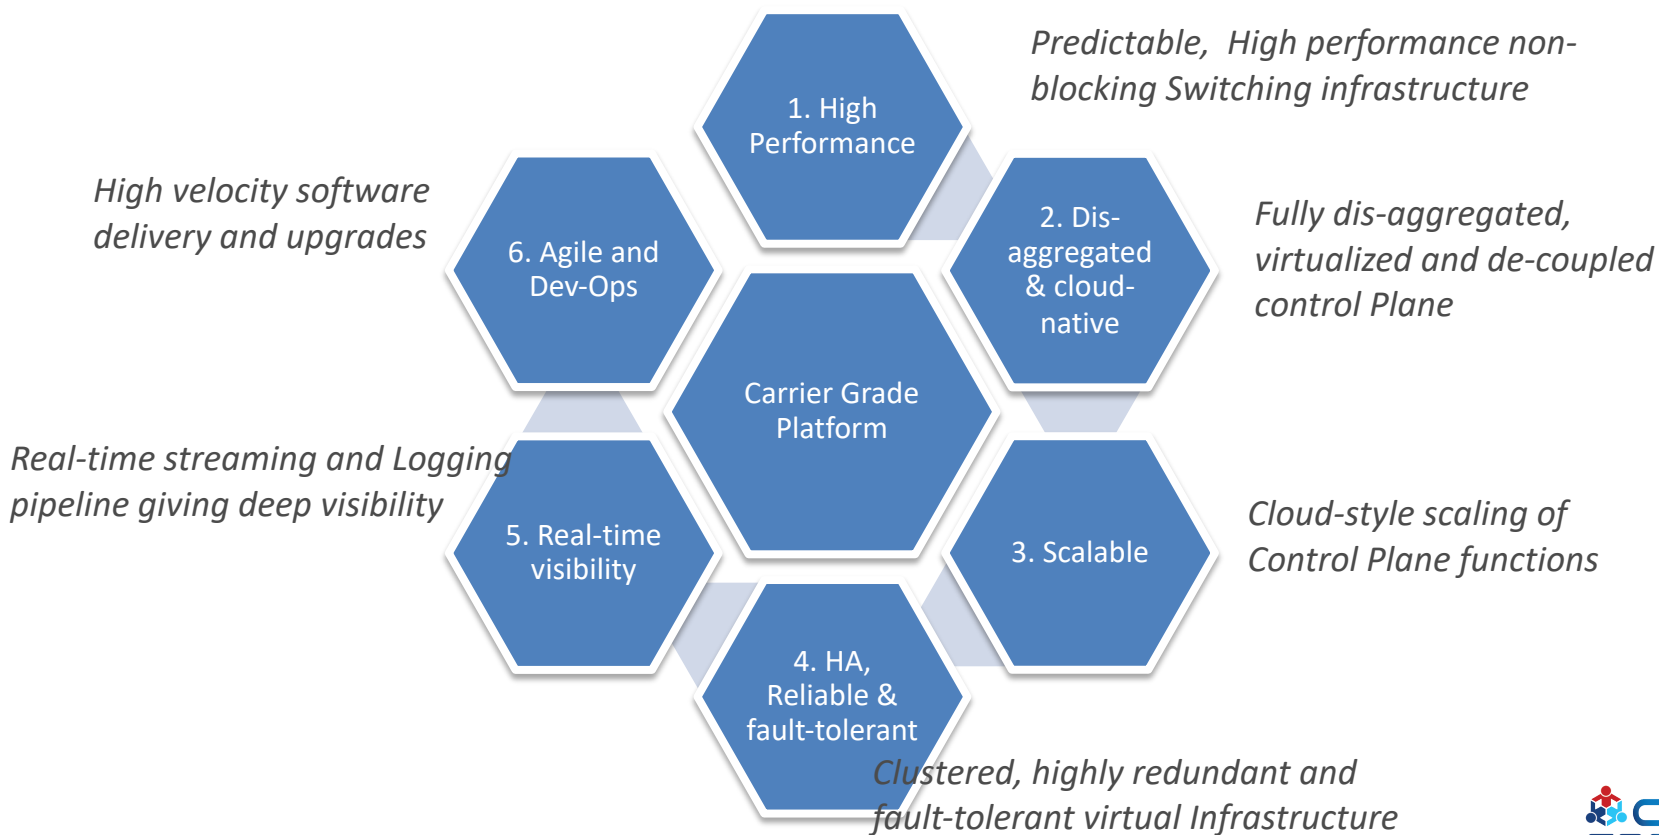 1. High
Performance
Predictable, High performance non-
blocking Switching infrastructure
2. Dis-
aggregated
& cloud-
native
Fully dis-aggregated,
virtualized and de-coupled
control Plane
3. Scalable
Cloud-style scaling of
Control Plane functions
4. HA,
Reliable &
fault-tolerant
Clustered, highly redundant and
fault-tolerant virtual Infrastructure
5. Real-time
visibility
Real-time streaming and Logging
pipeline giving deep visibility
6. Agile and
Dev-Ops
High velocity software
delivery and upgrades
Carrier Grade
Platform